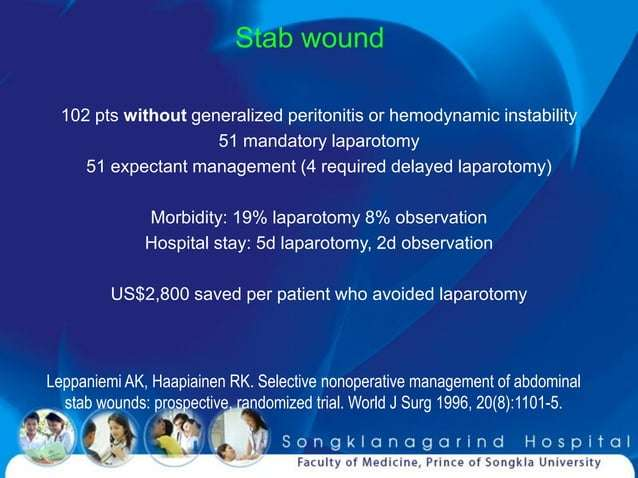 Stab wound
102 pts without generalized peritonitis or hemodynamic instability
51 mandatory laparotomy
51 expectant management (4 required delayed laparotomy)
Morbidity: 19% laparotomy 8% observation
Hospital stay: 5d laparotomy, 2d observation
US$2,800 saved per patient who avoided laparotomy
Leppaniemi AK, Haapiainen RK. Selective nonoperative management of abdominal
stab wounds: prospective, randomized trial. World J Surg 1996, 20(8):1101-5.
Songklanagarind Hospital
Faculty of Medicine, Prince of Songkla University